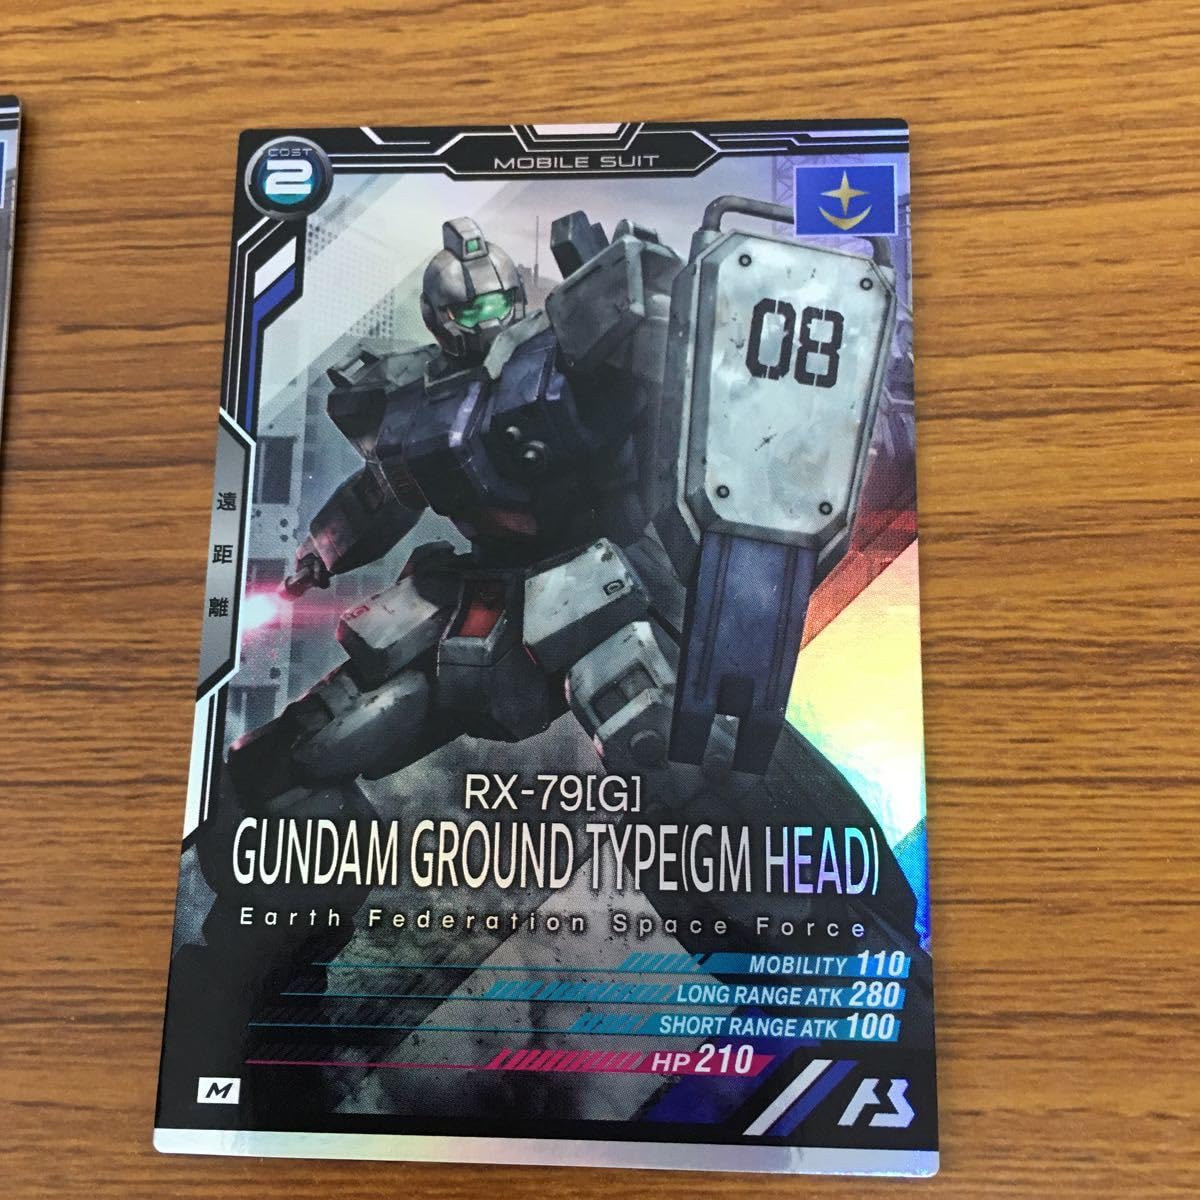 COST
2
MOBILE SUIT
08
遠距離
RX-79[G]
GUNDAM GROUND TYPE(GM HEAD)
Earth Federation Space Force
MOBILITY 110
LONG RANGE ATK 280
SHORT RANGE ATK 100
HP 210
M